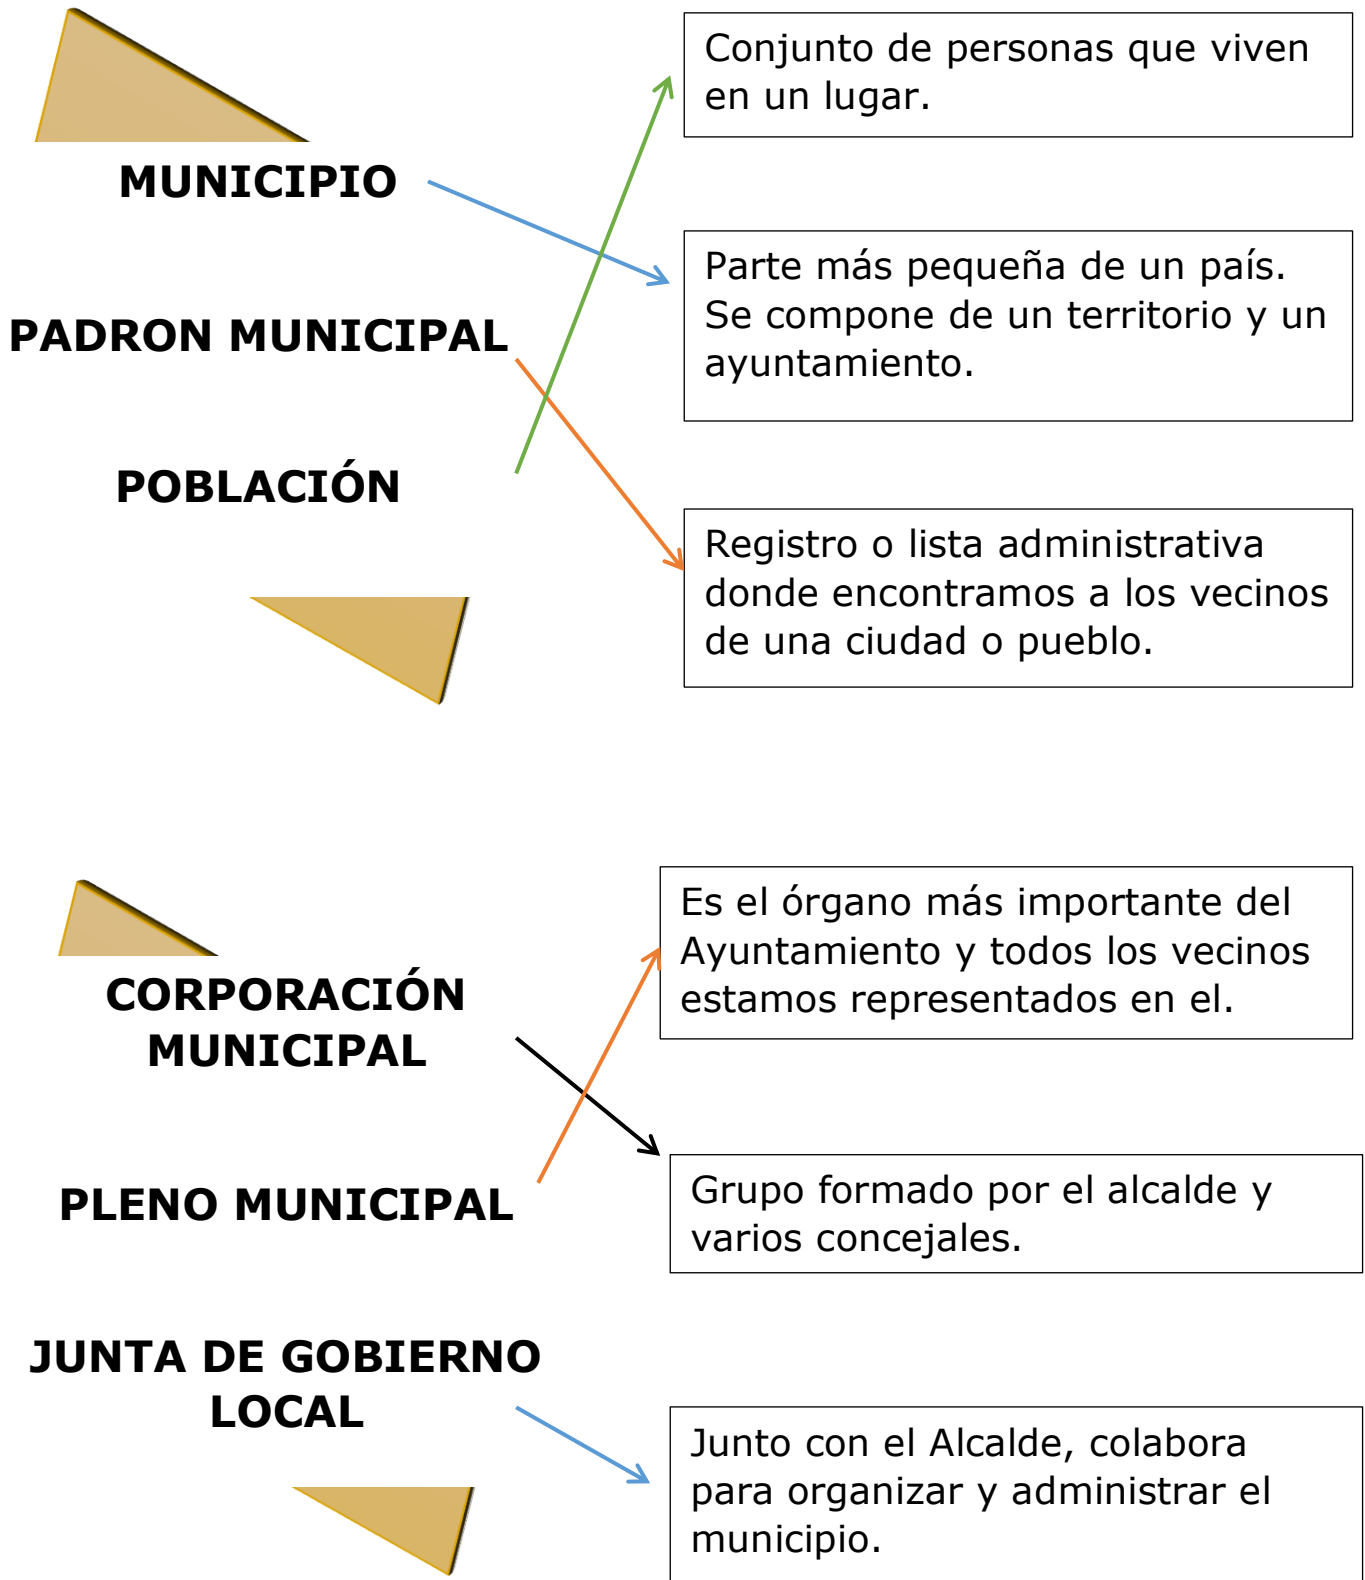 Conjunto de personas que viven
en un lugar.
MUNICIPIO
Parte más pequeña de un país.
Se compone de un territorio y un
ayuntamiento.
PADRON MUNICIPAL
POBLACIÓN
Registro o lista administrativa
donde encontramos a los vecinos
de una ciudad o pueblo.
Es el órgano más importante del
Ayuntamiento y todos los vecinos
estamos representados en el.
CORPORACIÓN
MUNICIPAL
PLENO MUNICIPAL
Grupo formado por el alcalde y
varios concejales.
JUNTA DE GOBIERNO
LOCAL
Junto con el Alcalde, colabora
para organizar y administrar el
municipio.